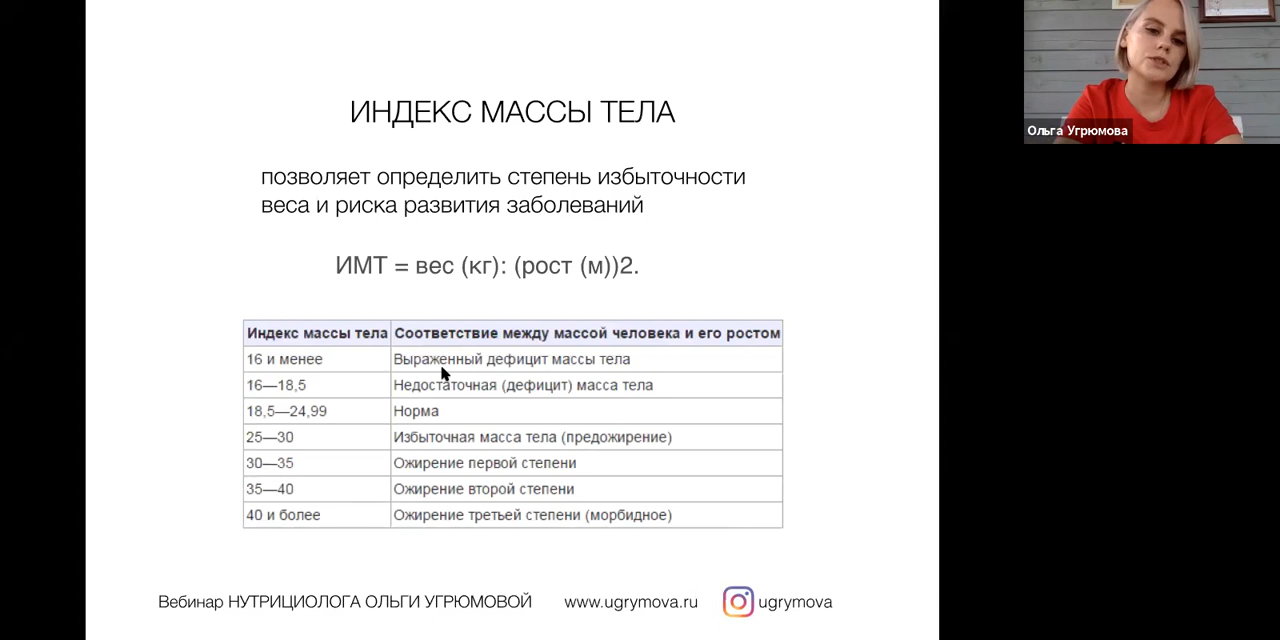 ИНДЕКС МАССЫ ТЕЛА
позволяет определить степень избыточности
веса и риска развития заболеваний
ИМТ = вес (кг): (рост (м))2.
Индекс массы тела Соответствие между массой человека и его ростом
16 и менее Выраженный дефицит массы тела
16—18,5 Недостаточная (дефицит) масса тела
18,5—24,99 Норма
25—30 Избыточная масса тела (предожирение)
30—35 Ожирение первой степени
35—40 Ожирение второй степени
40 и более Ожирение третьей степени (морбидное)
Вебинар НУТРИЦИОЛОГА ОЛЬГИ УГРЮМОВОЙ www.ugrymova.ru ugrymova
Ольга Угрюмова